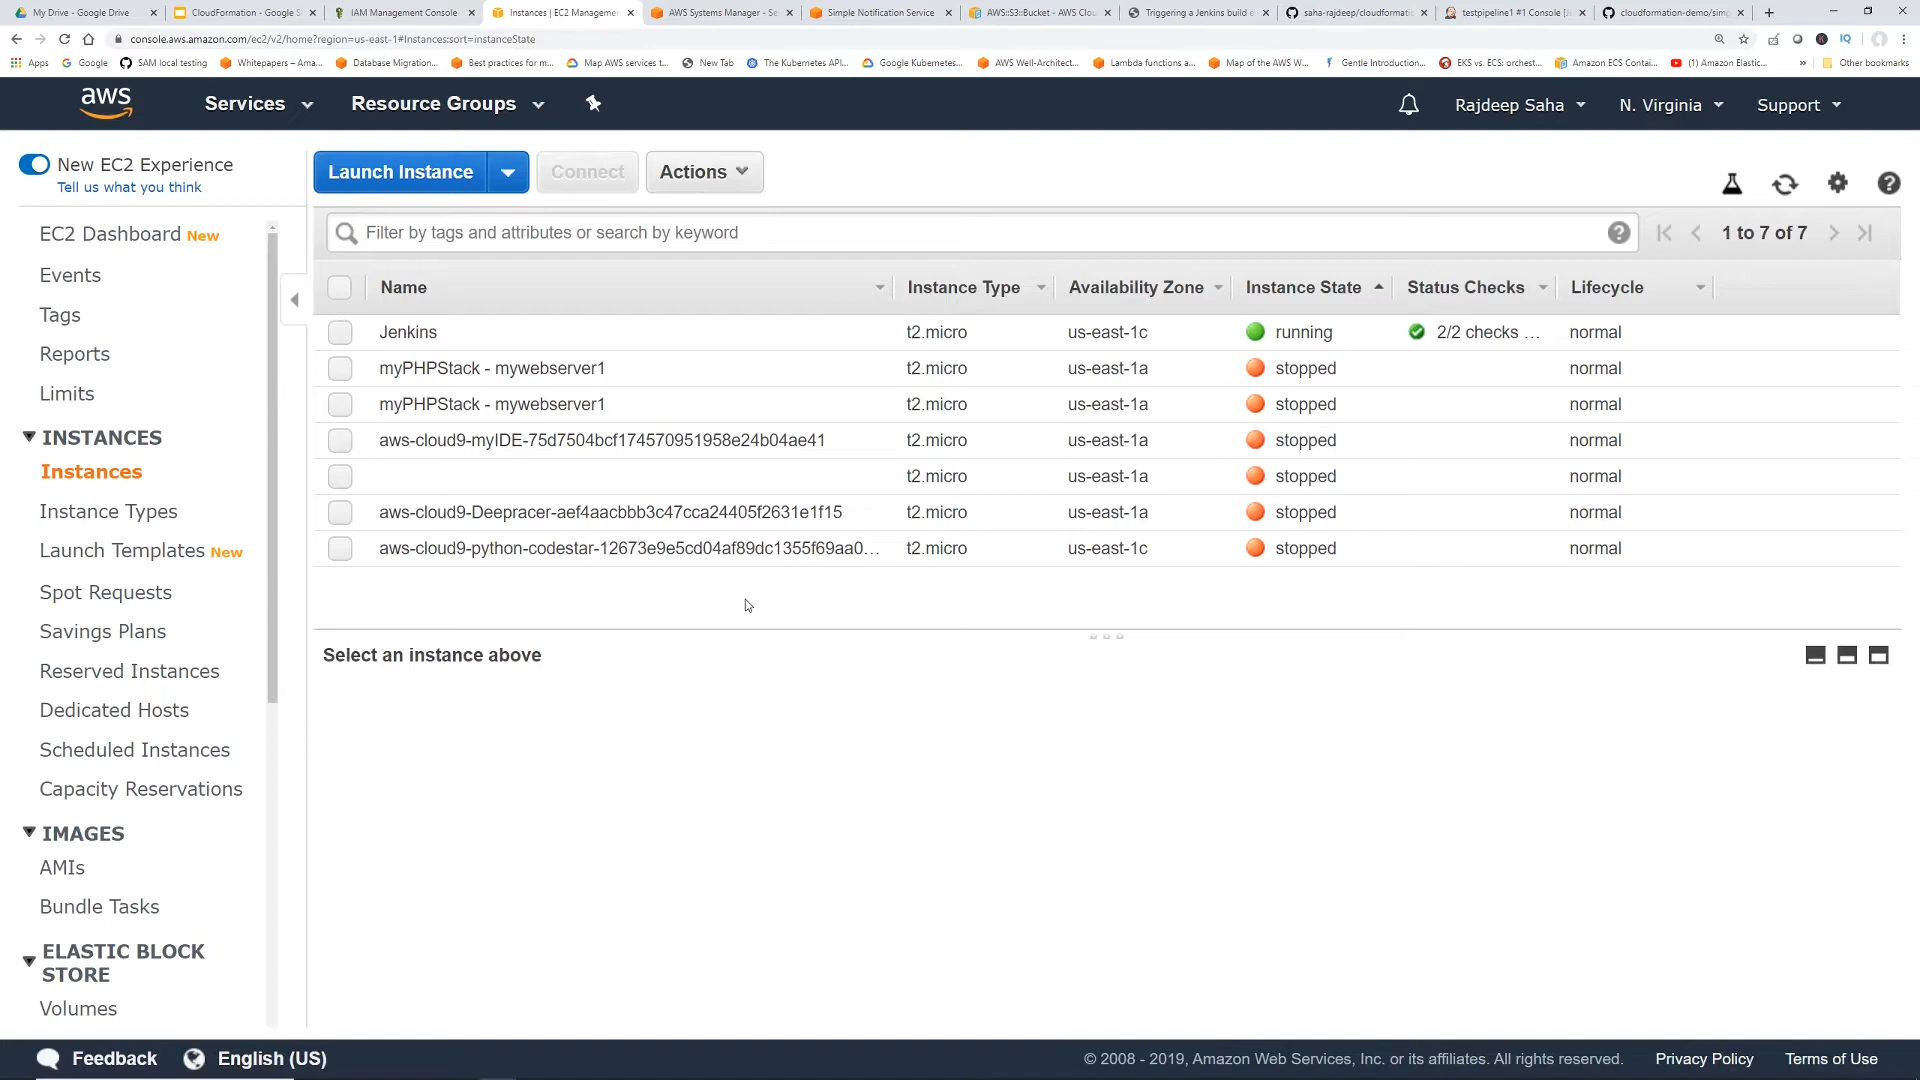 My Drive - Google Drive
CloudFormation - Google S
IAM Management Console
Instances | EC2 Managemen
AWS Systems Manager - Se
Simple Notification Service
AWS::S3::Bucket - AWS Clou
Triggering a Jenkins build e
saha-rajdeep/cloudformatio
testpipeline1 #1 Console [J
cloudformation-demo/simp
console.aws.amazon.com/ec2/v2/home?region=us-east-1#Instances:sort=instanceState
Apps
Google
SAM local testing
Whitepapers – Ama...
Database Migration...
Best practices for m...
Map AWS services t...
New Tab
The Kubernetes API...
Google Kubernetes...
AWS Well-Architect...
Lambda functions a...
Map of the AWS W...
Gentle Introduction...
EKS vs. ECS: orchest...
Amazon ECS Contai...
(1) Amazon Elastic...
»
Other bookmarks
aws
Services
Resource Groups
Rajdeep Saha
N. Virginia
Support
New EC2 Experience
Tell us what you think
EC2 Dashboard New
Events
Tags
Reports
Limits
INSTANCES
Instances
Instance Types
Launch Templates New
Spot Requests
Savings Plans
Reserved Instances
Dedicated Hosts
Scheduled Instances
Capacity Reservations
IMAGES
AMIs
Bundle Tasks
ELASTIC BLOCK
STORE
Volumes
Launch Instance
Connect
Actions
Filter by tags and attributes or search by keyword
1 to 7 of 7
Name Instance Type Availability Zone Instance State Status Checks Lifecycle
Jenkins t2.micro us-east-1c running 2/2 checks ... normal
myPHPStack - mywebserver1 t2.micro us-east-1a stopped normal
myPHPStack - mywebserver1 t2.micro us-east-1a stopped normal
aws-cloud9-myIDE-75d7504bcf174570951958e24b04ae41 t2.micro us-east-1a stopped normal
t2.micro us-east-1a stopped normal
aws-cloud9-Deepracer-aef4aacbbb3c47cca24405f2631e1f15 t2.micro us-east-1a stopped normal
aws-cloud9-python-codestar-12673e9e5cd04af89dc1355f69aa0... t2.micro us-east-1c stopped normal
Select an instance above
Feedback
English (US)
© 2008 - 2019, Amazon Web Services, Inc. or its affiliates. All rights reserved.
Privacy Policy
Terms of Use